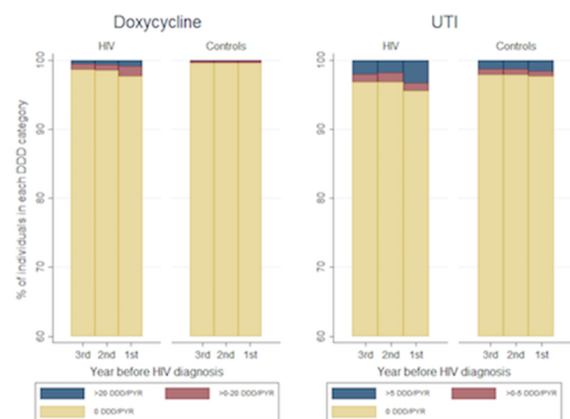 Doxycycline
UTI
HIV
Controls
HIV
Controls
% of individuals in each DDD category
100
90
80
70
60
100
90
80
70
60
3rd 2nd 1st
3rd 2nd 1st
3rd 2nd 1st
3rd 2nd 1st
Year before HIV diagnosis
Year before HIV diagnosis
>20 DDD/PYR
>0-20 DDD/PYR
0 DDD/PYR
>5 DDD/PYR
>0-5 DDD/PYR
0 DDD/PYR